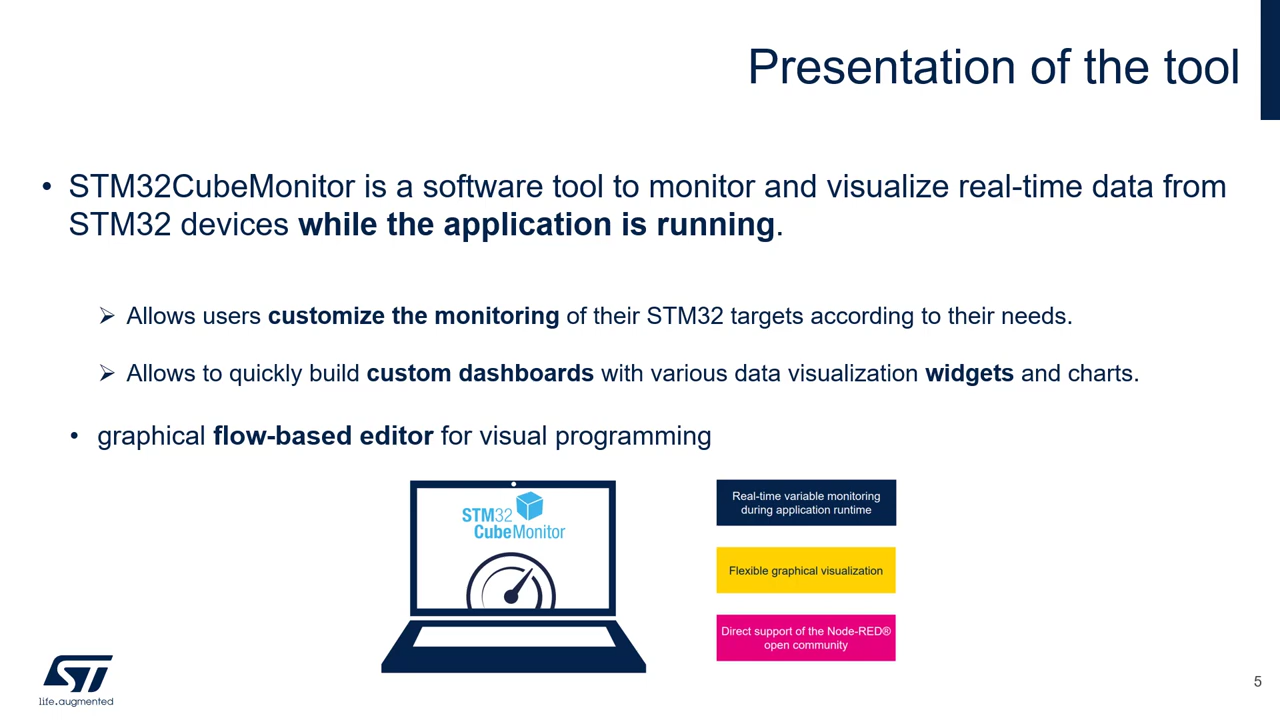 Presentation of the tool
• STM32CubeMonitor is a software tool to monitor and visualize real-time data from
STM32 devices while the application is running.
➢ Allows users customize the monitoring of their STM32 targets according to their needs.
➢ Allows to quickly build custom dashboards with various data visualization widgets and charts.
• graphical flow-based editor for visual programming
STM32
CubeMonitor
Real-time variable monitoring
during application runtime
Flexible graphical visualization
Direct support of the Node-RED®
open community
ST
life.augmented
5